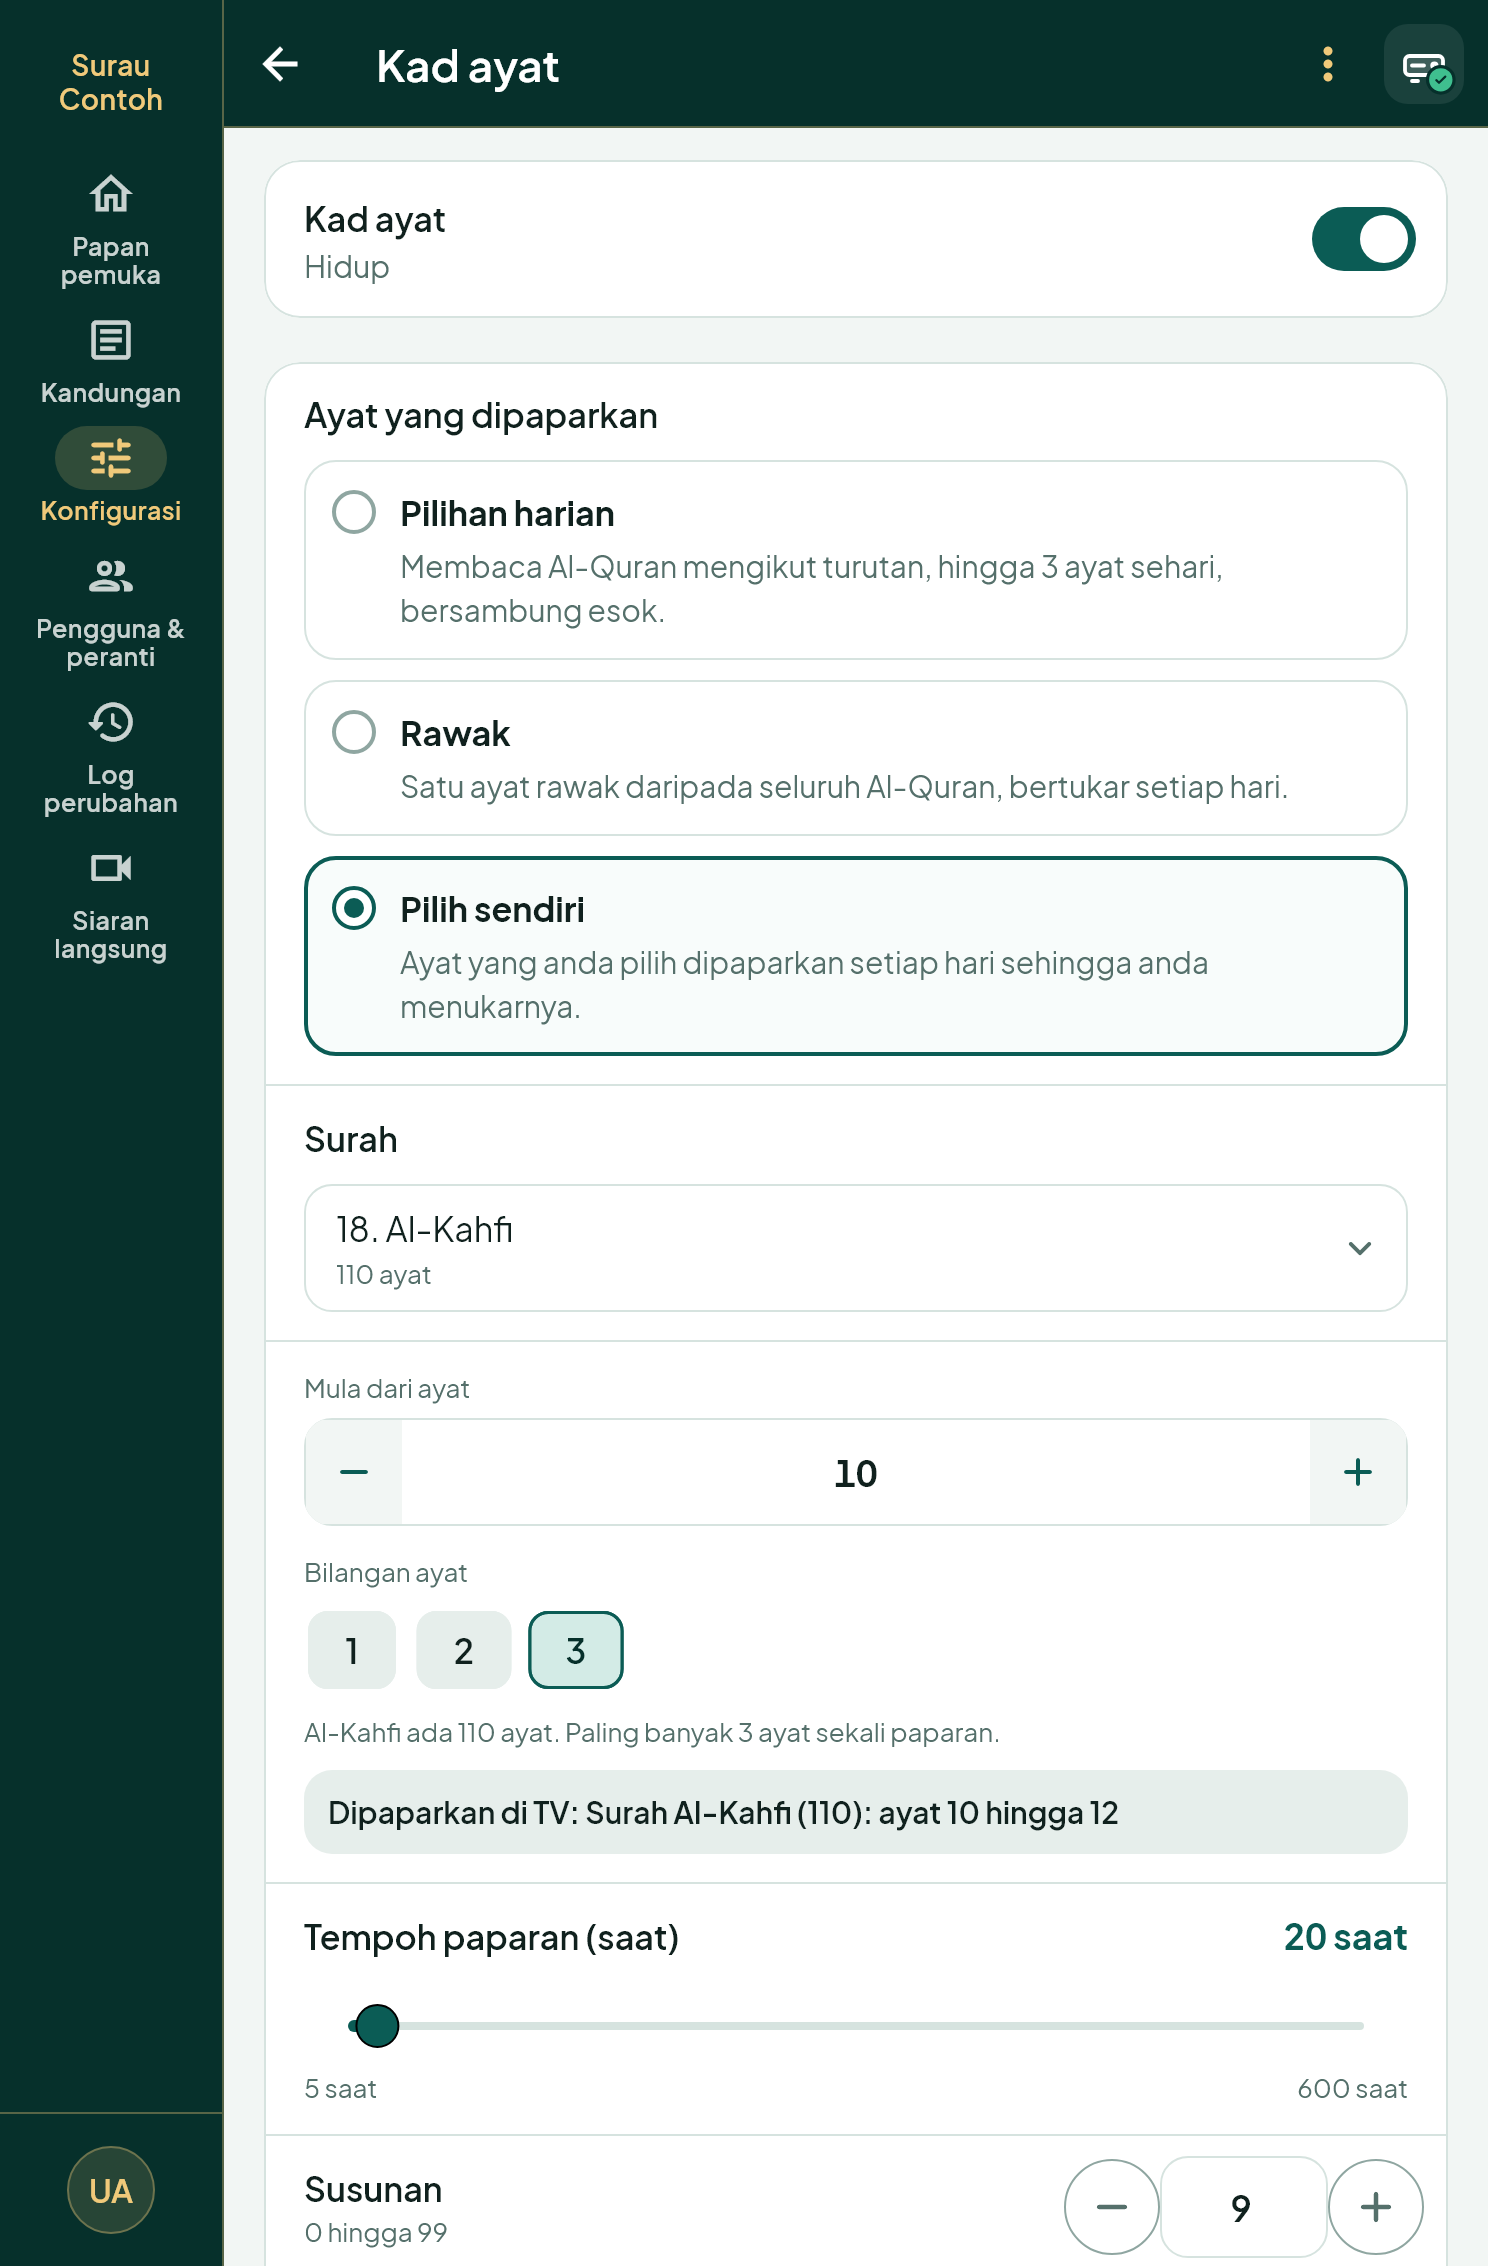 Surau
Contoh
Papan
pemuka
Kandungan
Konfigurasi
Pengguna &
peranti
Log
perubahan
Siaran
langsung
UA
Kad ayat
Kad ayat
Hidup
Ayat yang dipaparkan
Pilihan harian
Membaca Al-Quran mengikut turutan, hingga 3 ayat sehari,
bersambung esok.
Rawak
Satu ayat rawak daripada seluruh Al-Quran, bertukar setiap hari.
Pilih sendiri
Ayat yang anda pilih dipaparkan setiap hari sehingga anda
menukarnya.
Surah
18. Al-Kahfi
110 ayat
Mula dari ayat
10
Bilangan ayat
1 2 3
Al-Kahfi ada 110 ayat. Paling banyak 3 ayat sekali paparan.
Dipaparkan di TV: Surah Al-Kahfi (110): ayat 10 hingga 12
Tempoh paparan (saat) 20 saat
5 saat 600 saat
Susunan
0 hingga 99
9